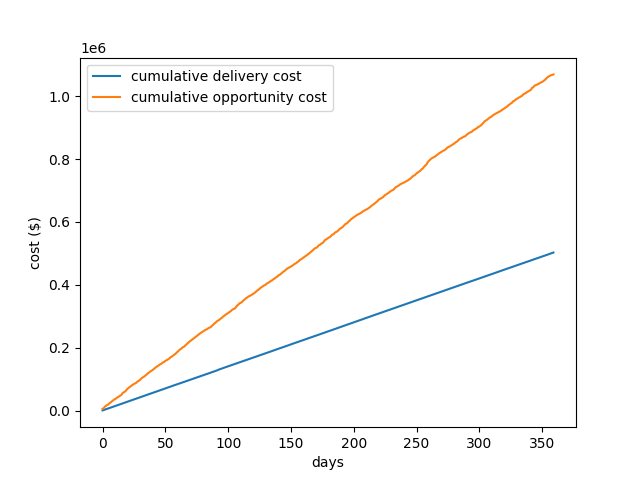 1e6
cumulative delivery cost
cumulative opportunity cost
1.0
0.8
0.6
0.4
0.2
0.0
cost ($)
0 50 100 150 200 250 300 350
days